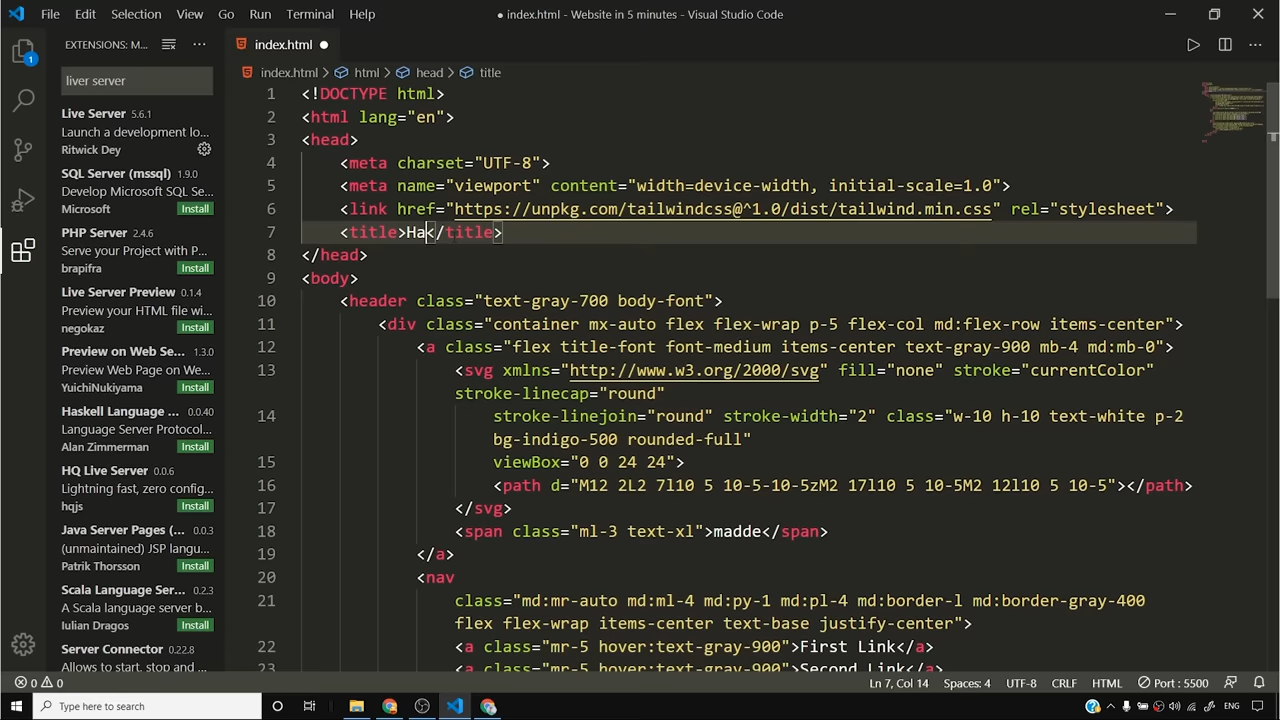 File Edit Selection View Go Run Terminal Help
● index.html - Website in 5 minutes - Visual Studio Code
EXTENSIONS: M...
liver server
Live Server 5.6.1
Launch a development lo...
Ritwick Dey
SQL Server (mssql) 1.9.0
Develop Microsoft SQL Se...
Microsoft Install
PHP Server 2.4.6
Serve your Project with P...
brapifra Install
Live Server Preview 0.1.4
Preview your HTML file wi...
negokaz Install
Preview on Web Se... 1.3.0
Preview Web Page on We...
YuichiNukiyama Install
Haskell Language ... 0.0.40
Language Server Protocol...
Alan Zimmerman Install
HQ Live Server 0.0.6
Lightning fast, zero config...
hqjs Install
Java Server Pages (... 0.0.3
(unmaintained) JSP langu...
Patrik Thorsson Install
Scala Language Ser... 0.2.3
A Scala language server b...
Iulian Dragos Install
Server Connector 0.22.8
Allows to start, stop and ...
1
index.html ●
index.html > html > head > title
1 <!DOCTYPE html>
2 <html lang="en">
3 <head>
4 <meta charset="UTF-8">
5 <meta name="viewport" content="width=device-width, initial-scale=1.0">
6 <link href="https://unpkg.com/tailwindcss@^1.0/dist/tailwind.min.css" rel="stylesheet">
7 <title>Ha</title>
8 </head>
9 <body>
10 <header class="text-gray-700 body-font">
11 <div class="container mx-auto flex flex-wrap p-5 flex-col md:flex-row items-center">
12 <a class="flex title-font font-medium items-center text-gray-900 mb-4 md:mb-0">
13 <svg xmlns="http://www.w3.org/2000/svg" fill="none" stroke="currentColor"
stroke-linecap="round"
14 stroke-linejoin="round" stroke-width="2" class="w-10 h-10 text-white p-2
bg-indigo-500 rounded-full"
15 viewBox="0 0 24 24">
16 <path d="M12 2L2 7l10 5 10-5-10-5zM2 17l10 5 10-5M2 12l10 5 10-5"></path>
17 </svg>
18 <span class="ml-3 text-xl">madde</span>
19 </a>
20 <nav
21 class="md:mr-auto md:ml-4 md:py-1 md:pl-4 md:border-l md:border-gray-400
flex flex-wrap items-center text-base justify-center">
22 <a class="mr-5 hover:text-gray-900">First Link</a>
23 <a class="mr-5 hover:text-gray-900">Second Link</a>
0 0
Ln 7, Col 14 Spaces: 4 UTF-8 CRLF HTML Port : 5500
Type here to search
ENG